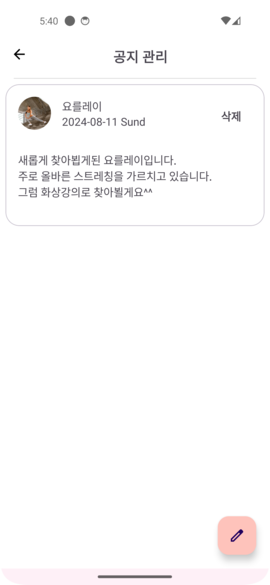 5:40
공지 관리
요를레이
2024-08-11 Sund
삭제
새롭게 찾아뵙게된 요를레이입니다.
주로 올바른 스트레칭을 가르치고 있습니다.
그럼 화상강의로 찾아뵐게요^^